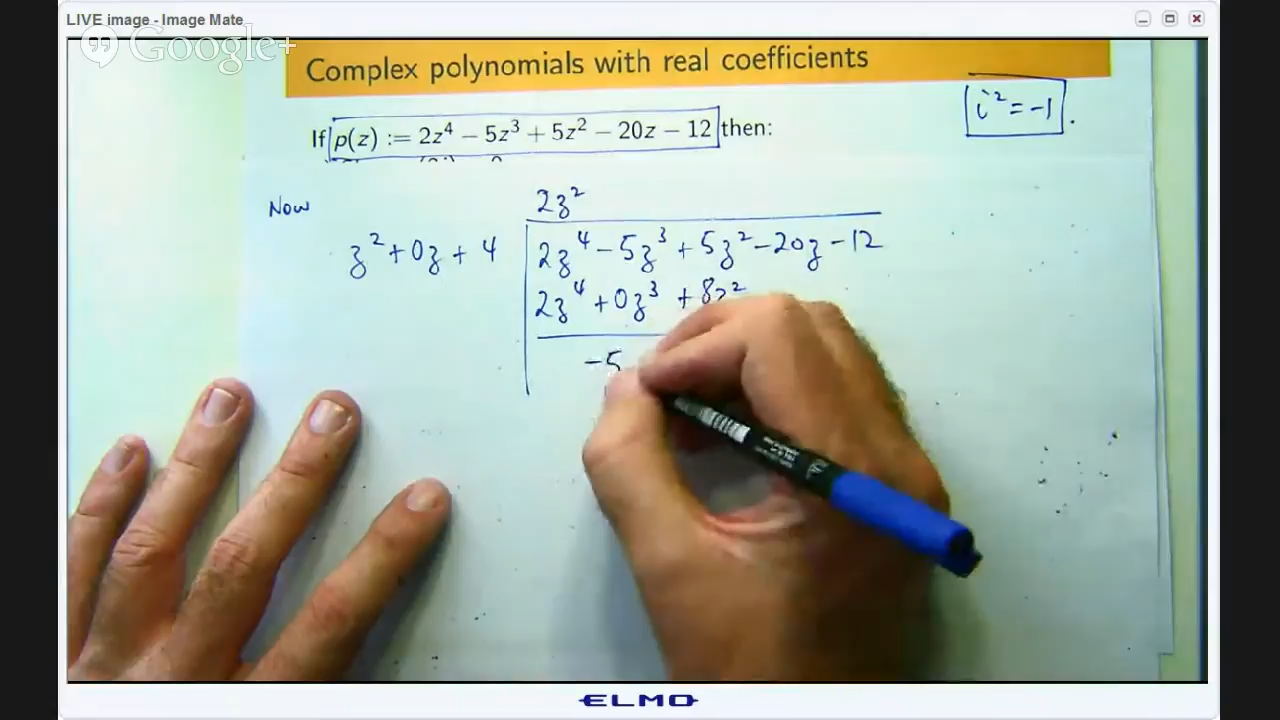 LIVE image - Image Mate
Google+
Complex polynomials with real coefficients
i² = -1.
If p(z) := 2z⁴ − 5z³ + 5z² − 20z − 12 then:
Now
2z²
z² + 0z + 4
2z⁴ - 5z³ + 5z² - 20z - 12
2z⁴ + 0z³ + 8z²
-5
ELMO